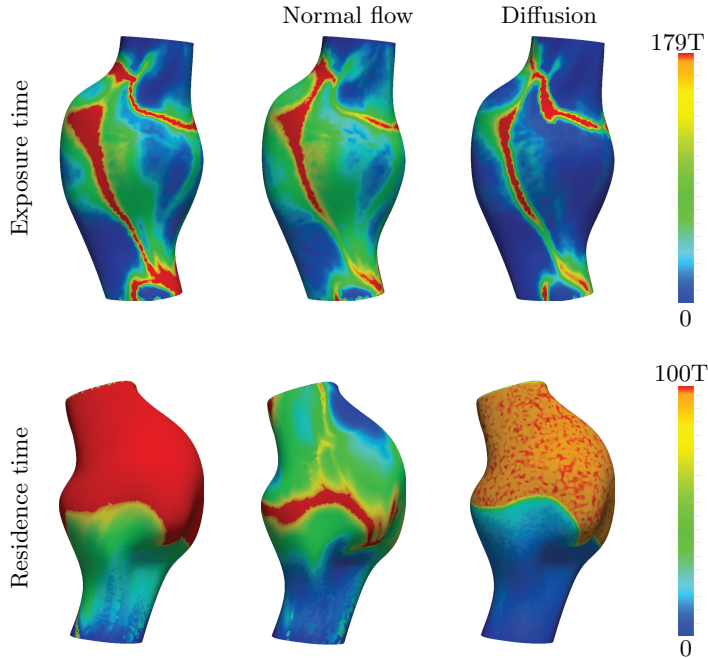 Normal flow
Diffusion
Exposure time
179T
0
Residence time
100T
0